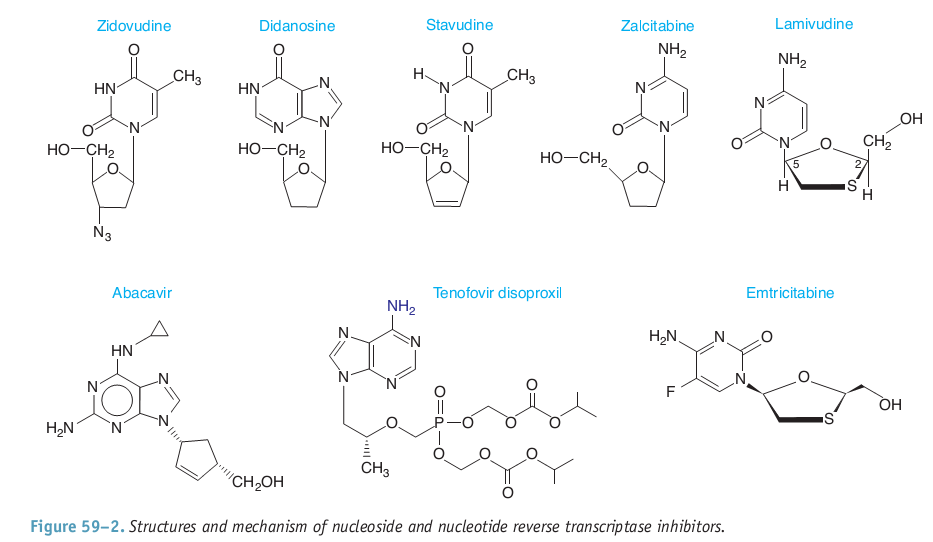 Zidovudine
Didanosine
Stavudine
Zalcitabine
Lamivudine
O
CH3
HN
O
N
HO—CH2
O
N3
O
HN
N
N
N
HO—CH2
O
O
H
N
CH3
O
N
HO—CH2
O
NH2
N
O
N
HO—CH2
O
NH2
N
O
N
O
OH
CH2
5
2
H
S
H
Abacavir
Tenofovir disoproxil
Emtricitabine
HN
N
N
H2N
N
N
CH2OH
NH2
N
N
N
N
O
O
P
O
O
O
O
CH3
O
O
O
O
H2N
N
O
F
N
O
S
OH
Figure 59–2. Structures and mechanism of nucleoside and nucleotide reverse transcriptase inhibitors.